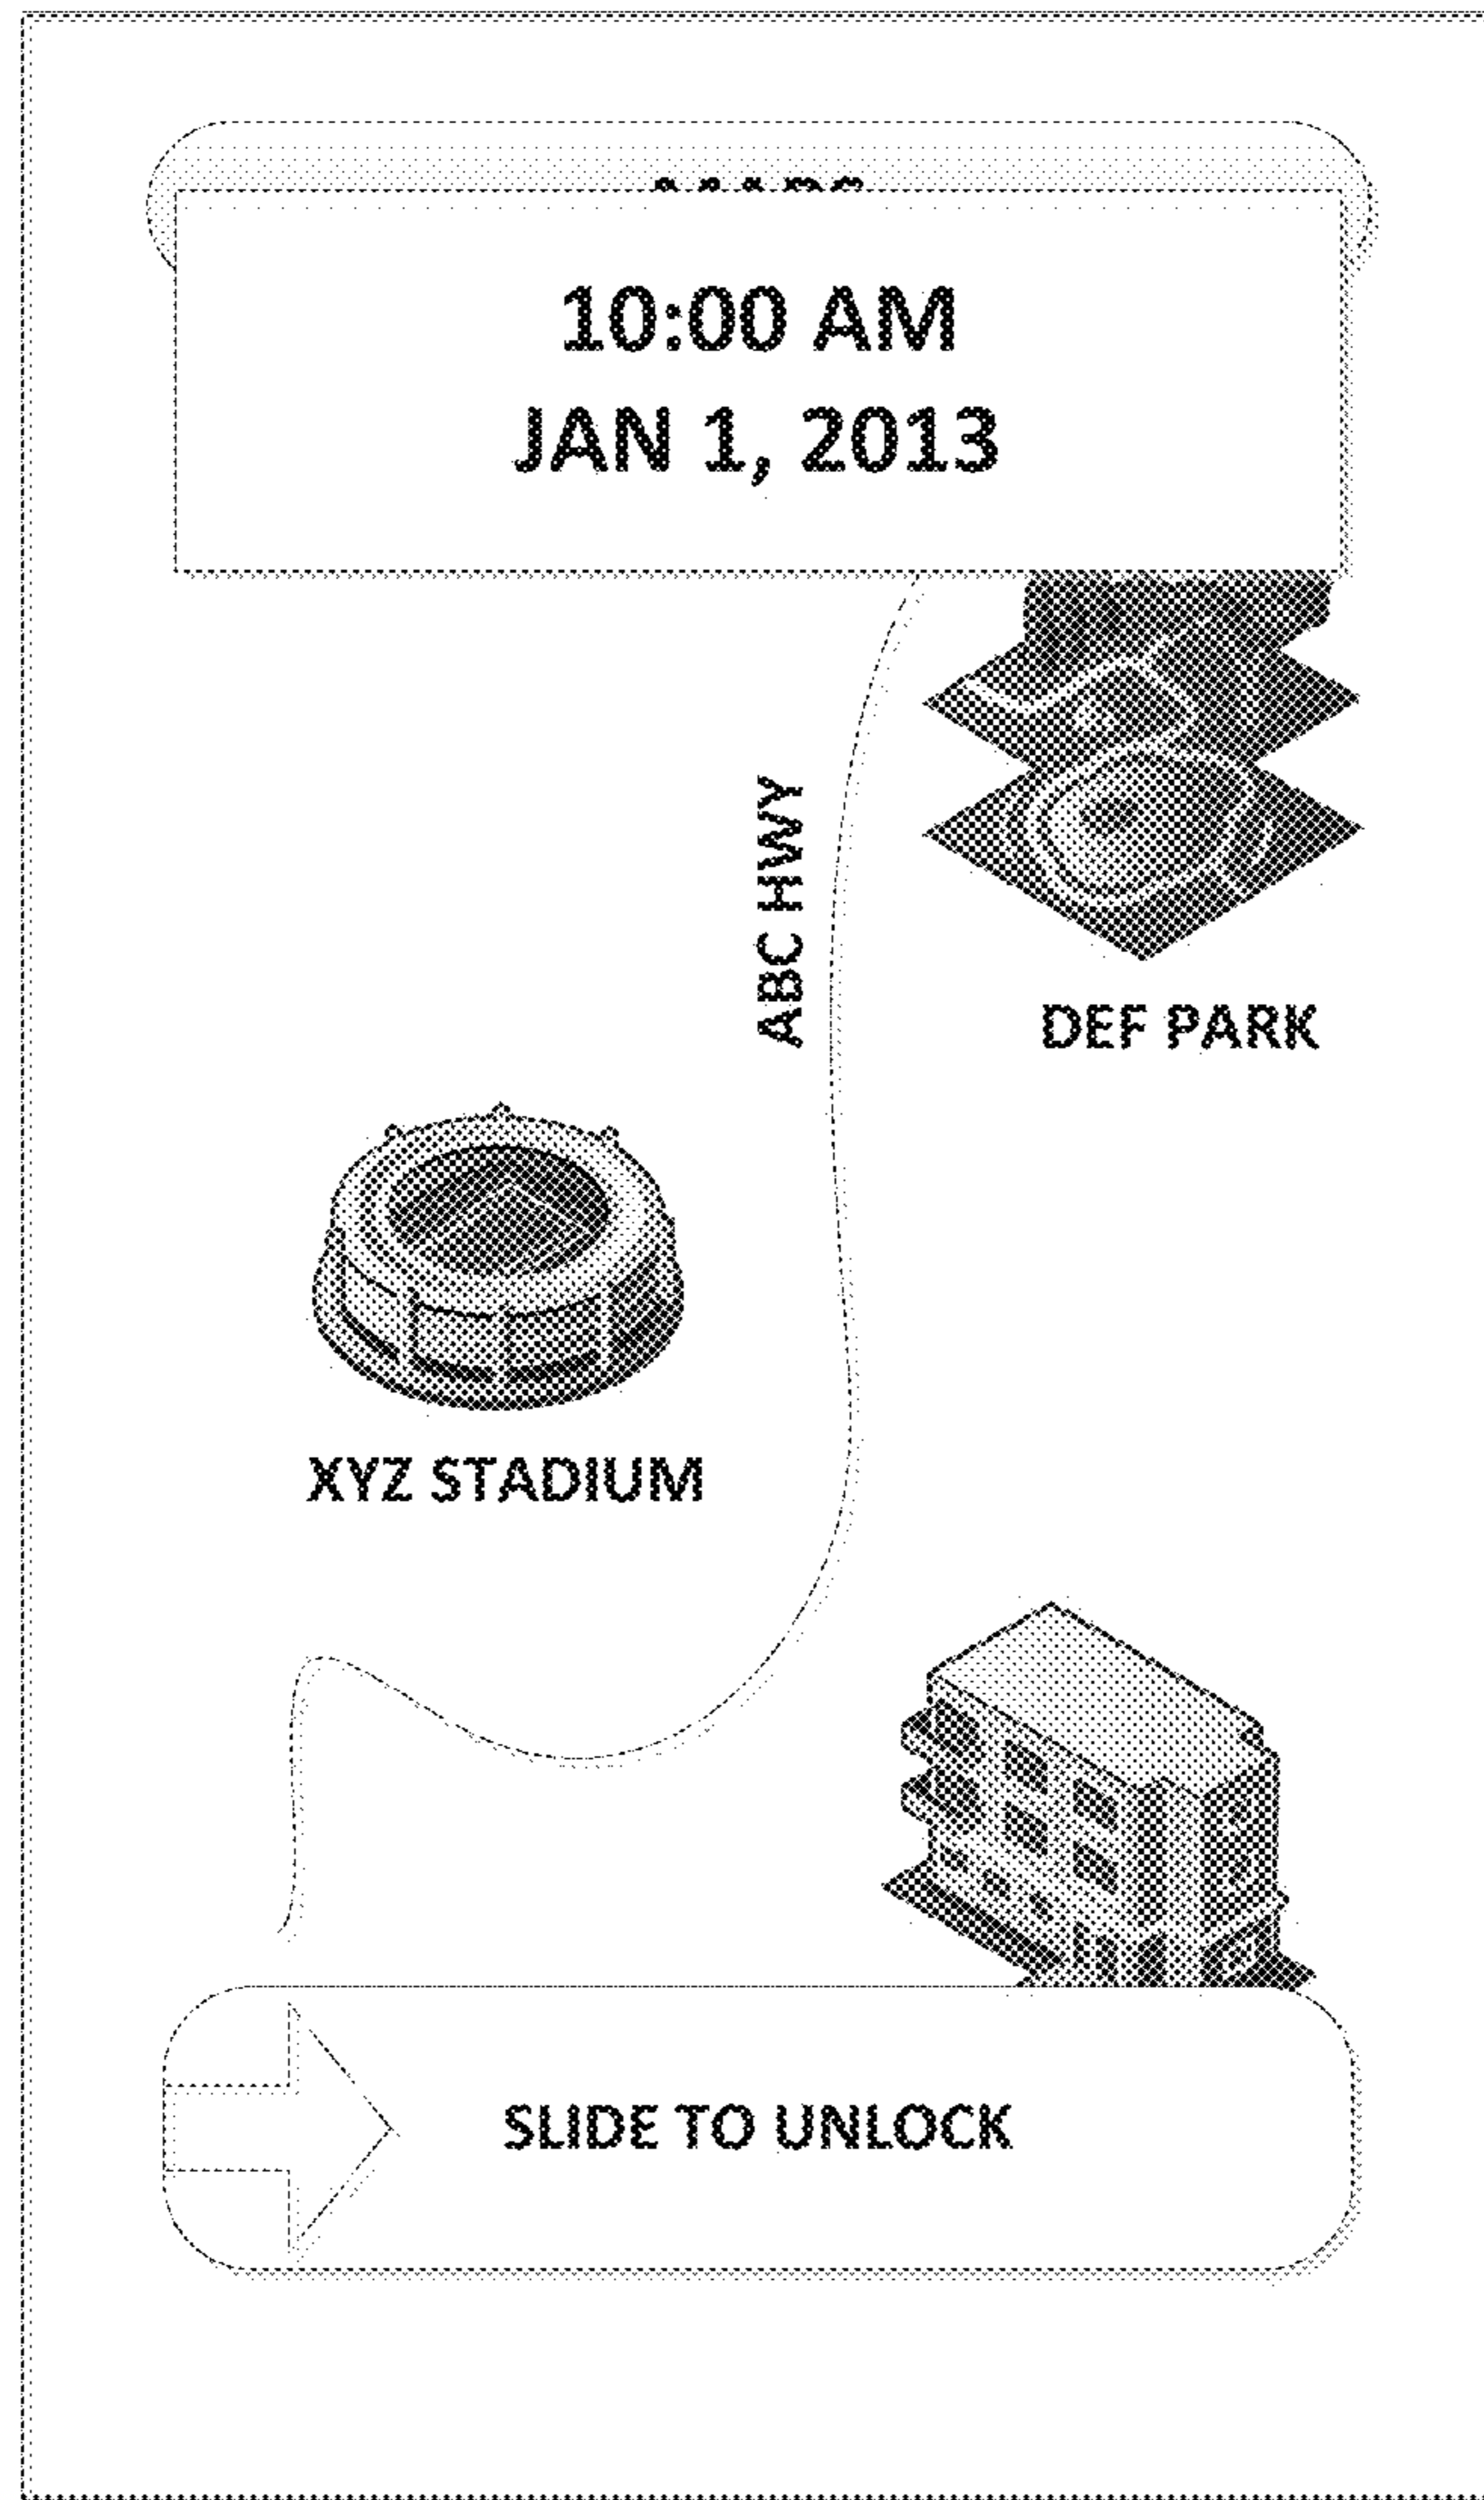 10:00 AM
JAN 1, 2013
ABC HWY
DEF PARK
XYZ STADIUM
SLIDE TO UNLOCK